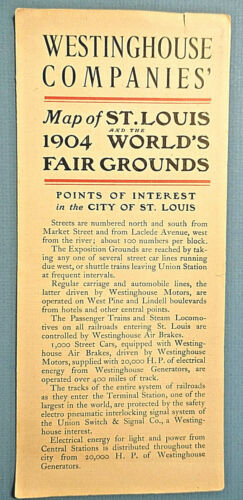 WESTINGHOUSE
COMPANIES'
Map of ST. LOUIS
AND THE
1904 WORLD'S
FAIR GROUNDS
POINTS OF INTEREST
in the CITY OF ST. LOUIS
Streets are numbered north and south from
Market Street and from Laclede Avenue, west
from the river; about 100 numbers per block.
The Exposition Grounds are reached by tak-
ing any one of several street car lines running
due west, or shuttle trains leaving Union Station
at frequent intervals.
Regular carriage and automobile lines, the
latter driven by Westinghouse Motors, are
operated on West Pine and Lindell boulevards
from hotels and other central points.
The Passenger Trains and Steam Locomo-
tives on all railroads entering St. Louis are
controlled by Westinghouse Air Brakes.
1,000 Street Cars, equipped with Westing-
house Air Brakes, driven by Westinghouse
Motors, supplied with 20,000 H. P. of electrical
energy from Westinghouse Generators, are
operated over 400 miles of track.
The tracks of the entire system of railroads
as they enter the Terminal Station, one of the
largest in the world, are protected by the safety
electro pneumatic interlocking signal system of
the Union Switch & Signal Co., a Westing-
house interest.
Electrical energy for light and power from
Central Stations is distributed throughout the
city from 20,000 H. P. of Westinghouse
Generators.